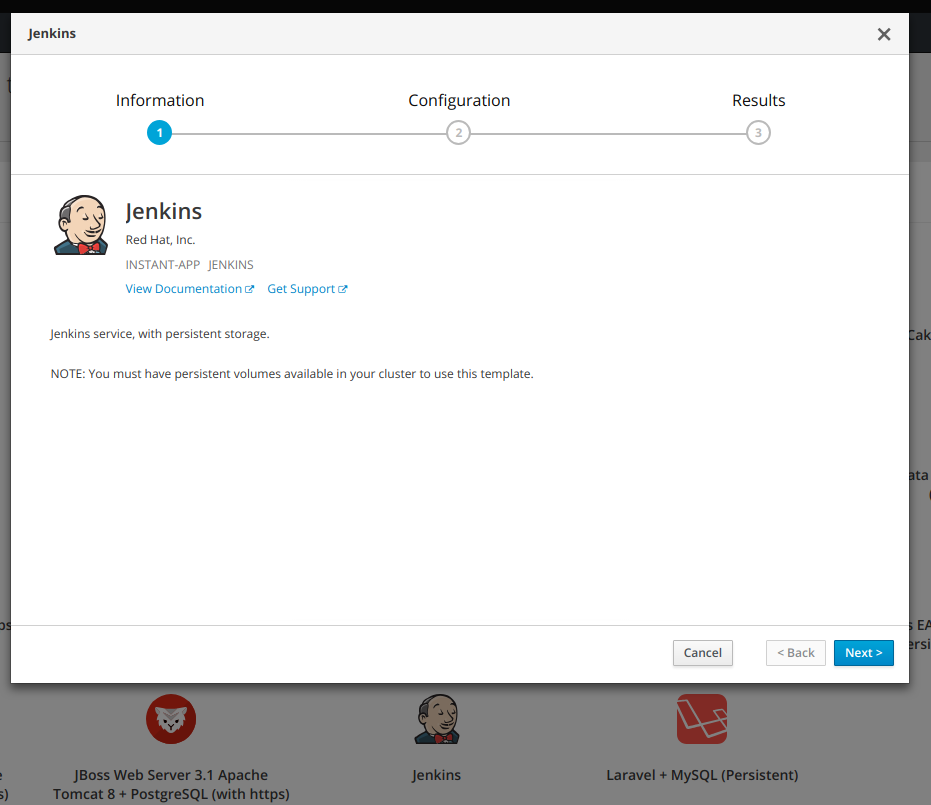 Jenkins
Information Configuration Results
1 2 3
Jenkins
Red Hat, Inc.
INSTANT-APP JENKINS
View Documentation Get Support
Jenkins service, with persistent storage.
NOTE: You must have persistent volumes available in your cluster to use this template.
Cancel < Back Next >
JBoss Web Server 3.1 Apache
Tomcat 8 + PostgreSQL (with https)
Jenkins
Laravel + MySQL (Persistent)